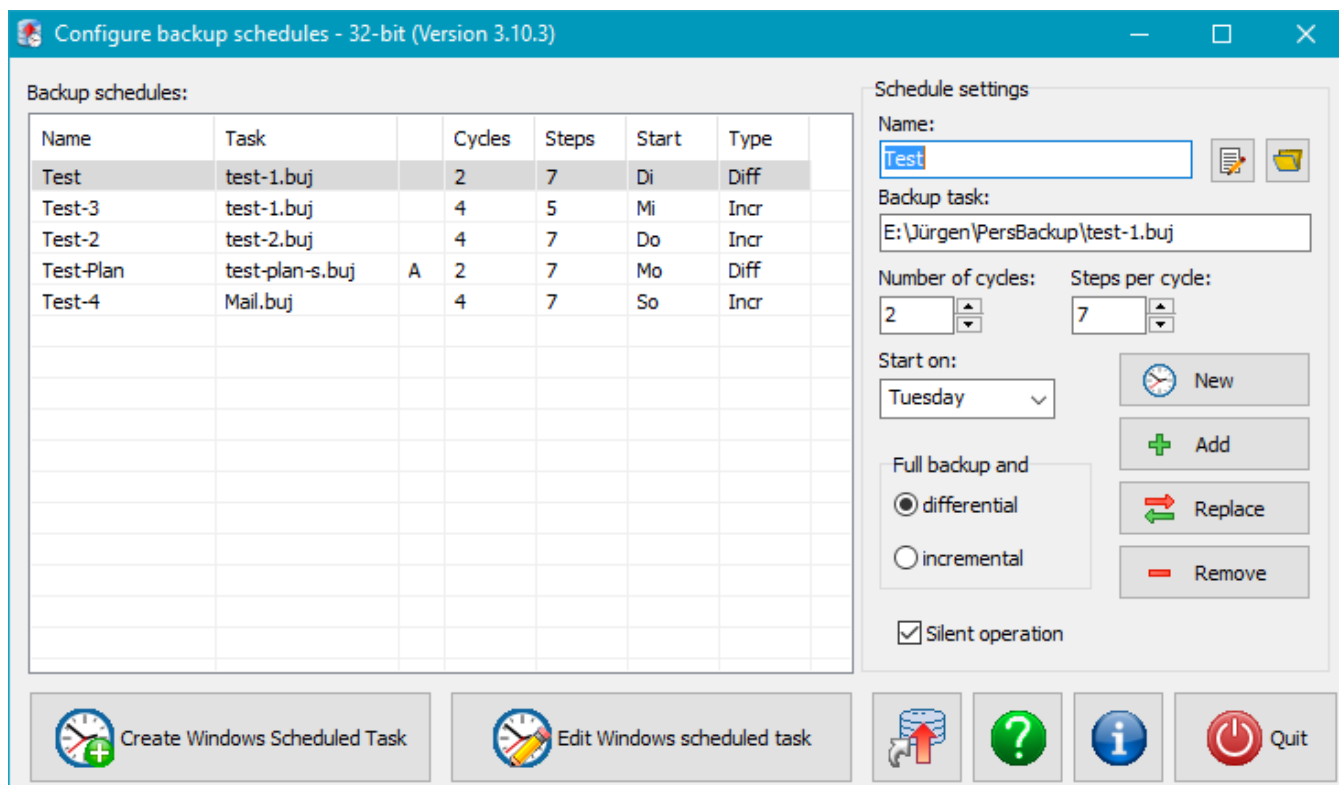 Configure backup schedules - 32-bit (Version 3.10.3)
Backup schedules:
Name Task Cycles Steps Start Type
Test test-1.buj 2 7 Di Diff
Test-3 test-1.buj 4 5 Mi Incr
Test-2 test-2.buj 4 7 Do Incr
Test-Plan test-plan-s.buj A 2 7 Mo Diff
Test-4 Mail.buj 4 7 So Incr
Schedule settings
Name:
Test
Backup task:
E:\Jürgen\PersBackup\test-1.buj
Number of cycles: Steps per cycle:
2 7
Start on:
Tuesday
New
Add
Replace
Remove
Full backup and
differential
incremental
Silent operation
Create Windows Scheduled Task
Edit Windows scheduled task
?
i
Quit